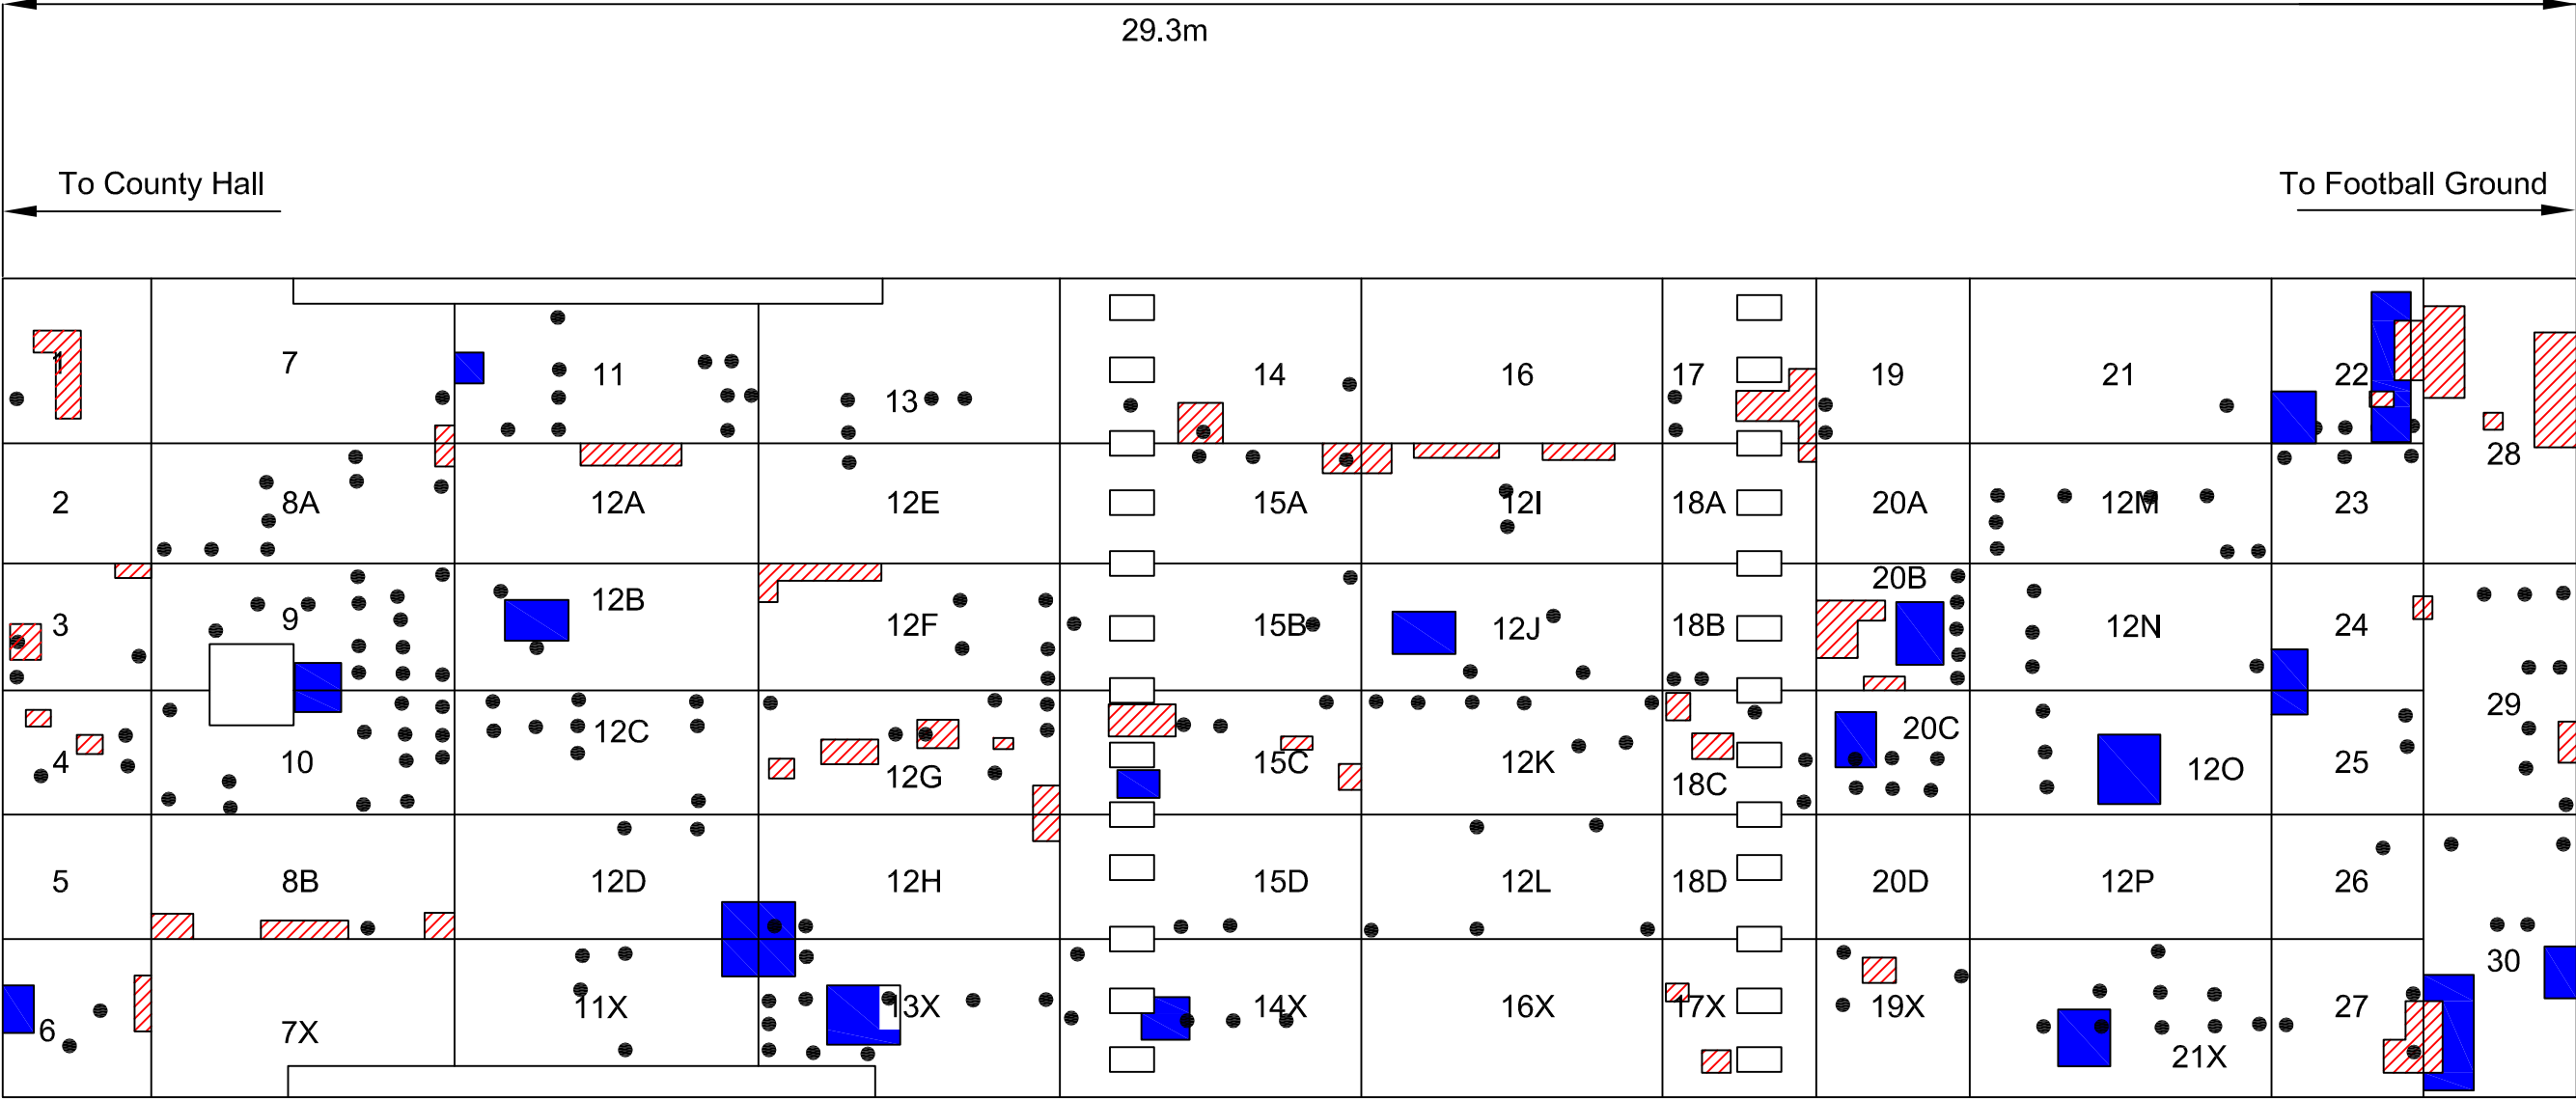 29.3m
To County Hall
To Football Ground
1
7
11
13
14
16
17
19
21
22
28
2
8A
12A
12E
15A
12I
18A
20A
12M
23
3
9
12B
12F
15B
12J
18B
20B
12N
24
29
4
10
12C
12G
15C
12K
18C
20C
12O
25
5
8B
12D
12H
15D
12L
18D
20D
12P
26
30
6
7X
11X
13X
14X
16X
17X
19X
21X
27